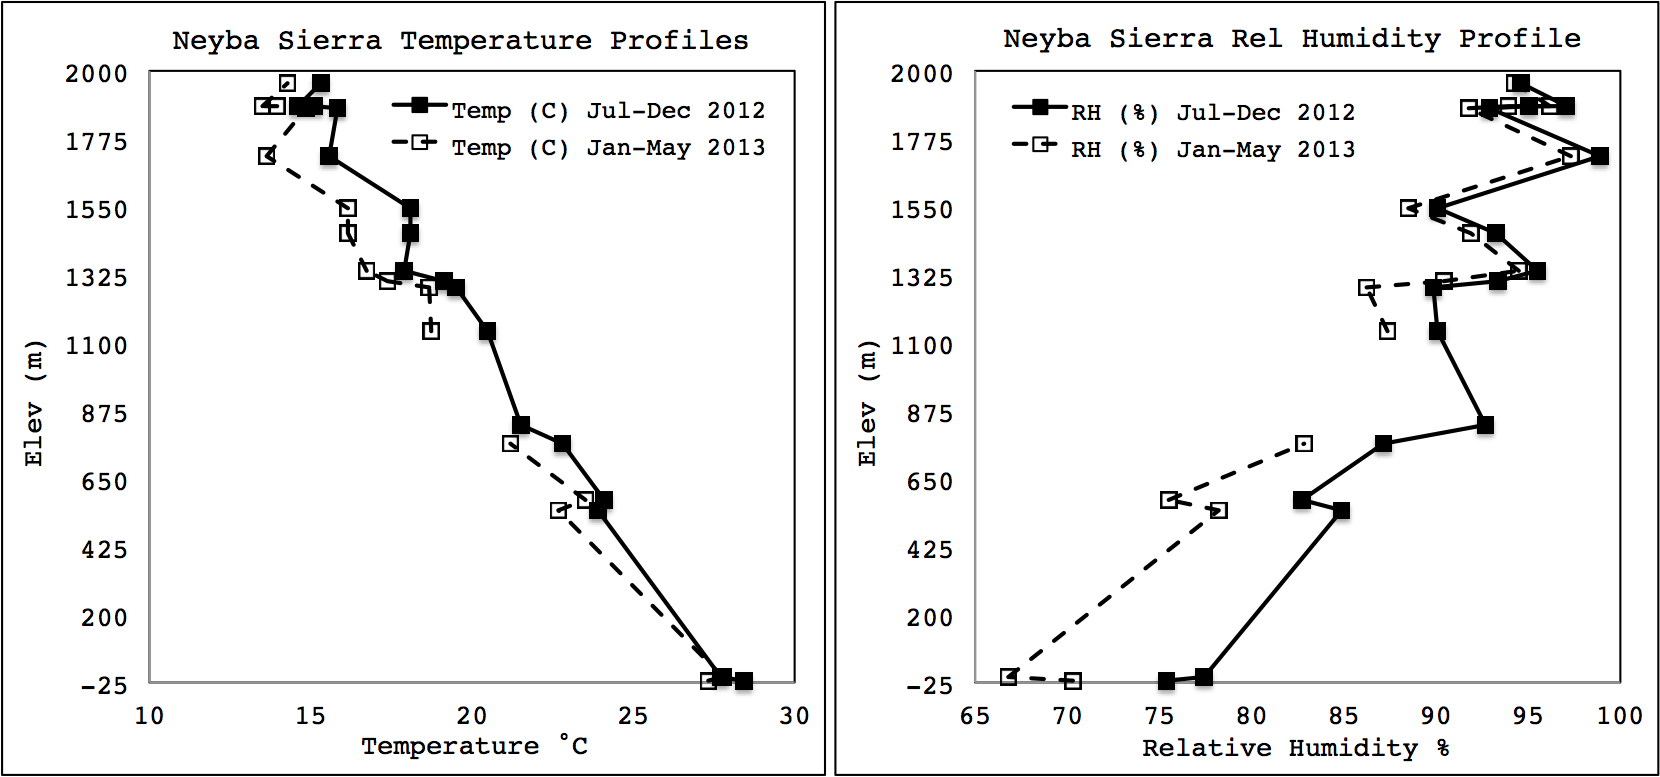 Neyba Sierra Temperature Profiles
2000
1775
1550
1325
1100
875
650
425
200
-25
Elev (m)
Temp (C) Jul-Dec 2012
Temp (C) Jan-May 2013
10 15 20 25 30
Temperature ˚C
Neyba Sierra Rel Humidity Profile
2000
1775
1550
1325
1100
875
650
425
200
-25
Elev (m)
RH (%) Jul-Dec 2012
RH (%) Jan-May 2013
65 70 75 80 85 90 95 100
Relative Humidity %